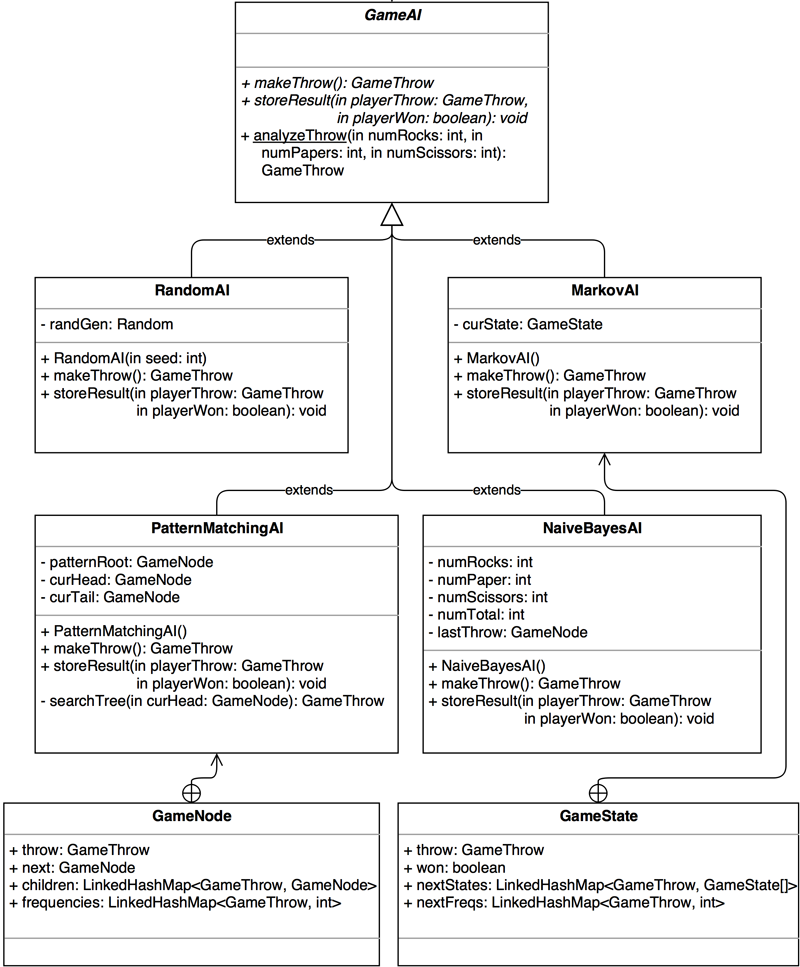 GameAI
+ makeThrow(): GameThrow
+ storeResult(in playerThrow: GameThrow,
in playerWon: boolean): void
+ analyzeThrow(in numRocks: int, in
numPapers: int, in numScissors: int):
GameThrow
extends
extends
RandomAI
- randGen: Random
+ RandomAI(in seed: int)
+ makeThrow(): GameThrow
+ storeResult(in playerThrow: GameThrow
in playerWon: boolean): void
MarkovAI
- curState: GameState
+ MarkovAI()
+ makeThrow(): GameThrow
+ storeResult(in playerThrow: GameThrow
in playerWon: boolean): void
extends
extends
PatternMatchingAI
- patternRoot: GameNode
- curHead: GameNode
- curTail: GameNode
+ PatternMatchingAI()
+ makeThrow(): GameThrow
+ storeResult(in playerThrow: GameThrow
in playerWon: boolean): void
- searchTree(in curHead: GameNode): GameThrow
NaiveBayesAI
- numRocks: int
- numPaper: int
- numScissors: int
- numTotal: int
- lastThrow: GameNode
+ NaiveBayesAI()
+ makeThrow(): GameThrow
+ storeResult(in playerThrow: GameThrow
in playerWon: boolean): void
GameNode
+ throw: GameThrow
+ next: GameNode
+ children: LinkedHashMap<GameThrow, GameNode>
+ frequencies: LinkedHashMap<GameThrow, int>
GameState
+ throw: GameThrow
+ won: boolean
+ nextStates: LinkedHashMap<GameThrow, GameState[]>
+ nextFreqs: LinkedHashMap<GameThrow, int>